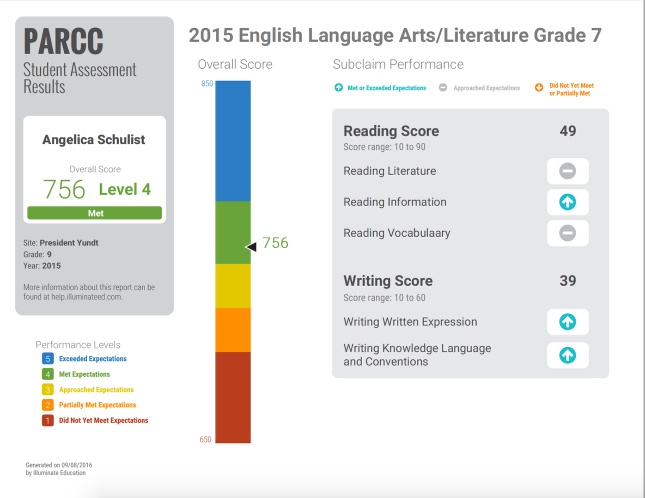 PARCC
Student Assessment
Results
Angelica Schulist
Overall Score
756 Level 4
Met
Site: President Yundt
Grade: 9
Year: 2015
More information about this report can be
found at help.illuminateed.com.
Performance Levels
5 Exceeded Expectations
4 Met Expectations
3 Approached Expectations
2 Partially Met Expectations
1 Did Not Yet Meet Expectations
Generated on 09/08/2016
by Illuminate Education
2015 English Language Arts/Literature Grade 7
Overall Score
850
756
650
Subclaim Performance
Met or Exceeded Expectations
Approached Expectations
Did Not Yet Meet
or Partially Met
Reading Score 49
Score range: 10 to 90
Reading Literature
Reading Information
Reading Vocabulaary
Writing Score 39
Score range: 10 to 60
Writing Written Expression
Writing Knowledge Language
and Conventions